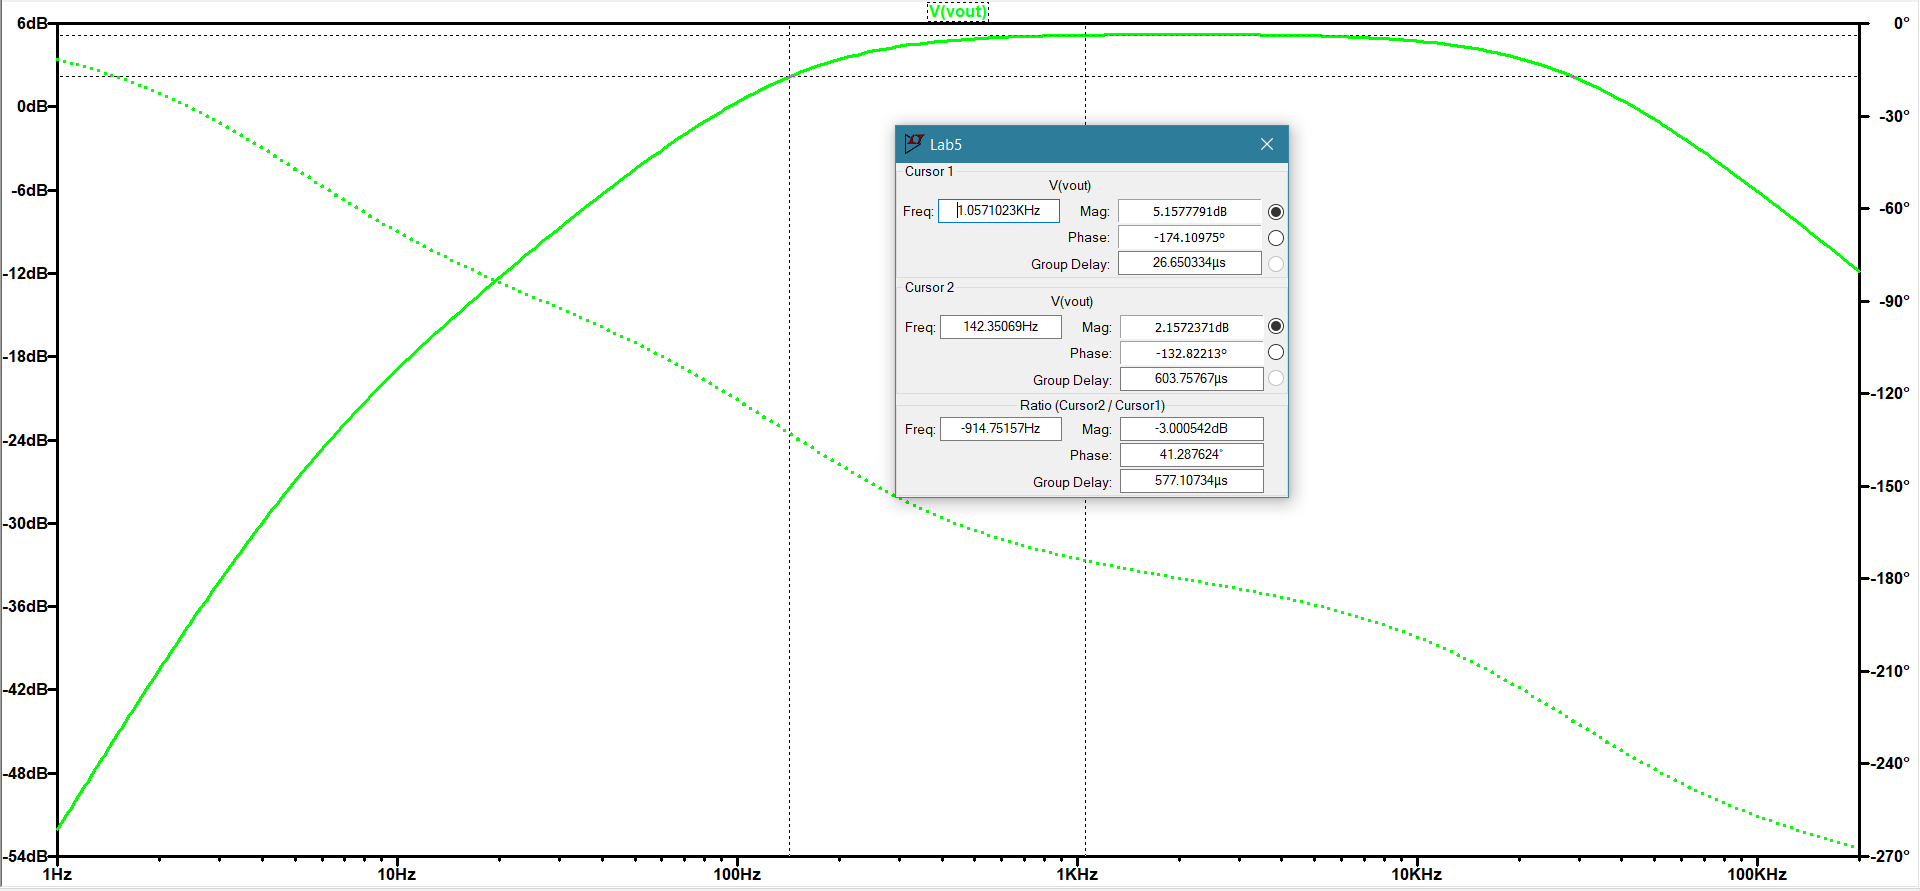 V(vout)
6dB
0dB
-6dB
-12dB
-18dB
-24dB
-30dB
-36dB
-42dB
-48dB
-54dB
0°
-30°
-60°
-90°
-120°
-150°
-180°
-210°
-240°
-270°
1Hz 10Hz 100Hz 1KHz 10KHz 100KHz
Lab5
Cursor 1
V(vout)
Freq: 1.0571023KHz Mag: 5.1577791dB
Phase: -174.10975°
Group Delay: 26.650334µs
Cursor 2
V(vout)
Freq: 142.35069Hz Mag: 2.1572371dB
Phase: -132.82213°
Group Delay: 603.75767µs
Ratio (Cursor2 / Cursor1)
Freq: -914.75157Hz Mag: -3.000542dB
Phase: 41.287624°
Group Delay: 577.10734µs